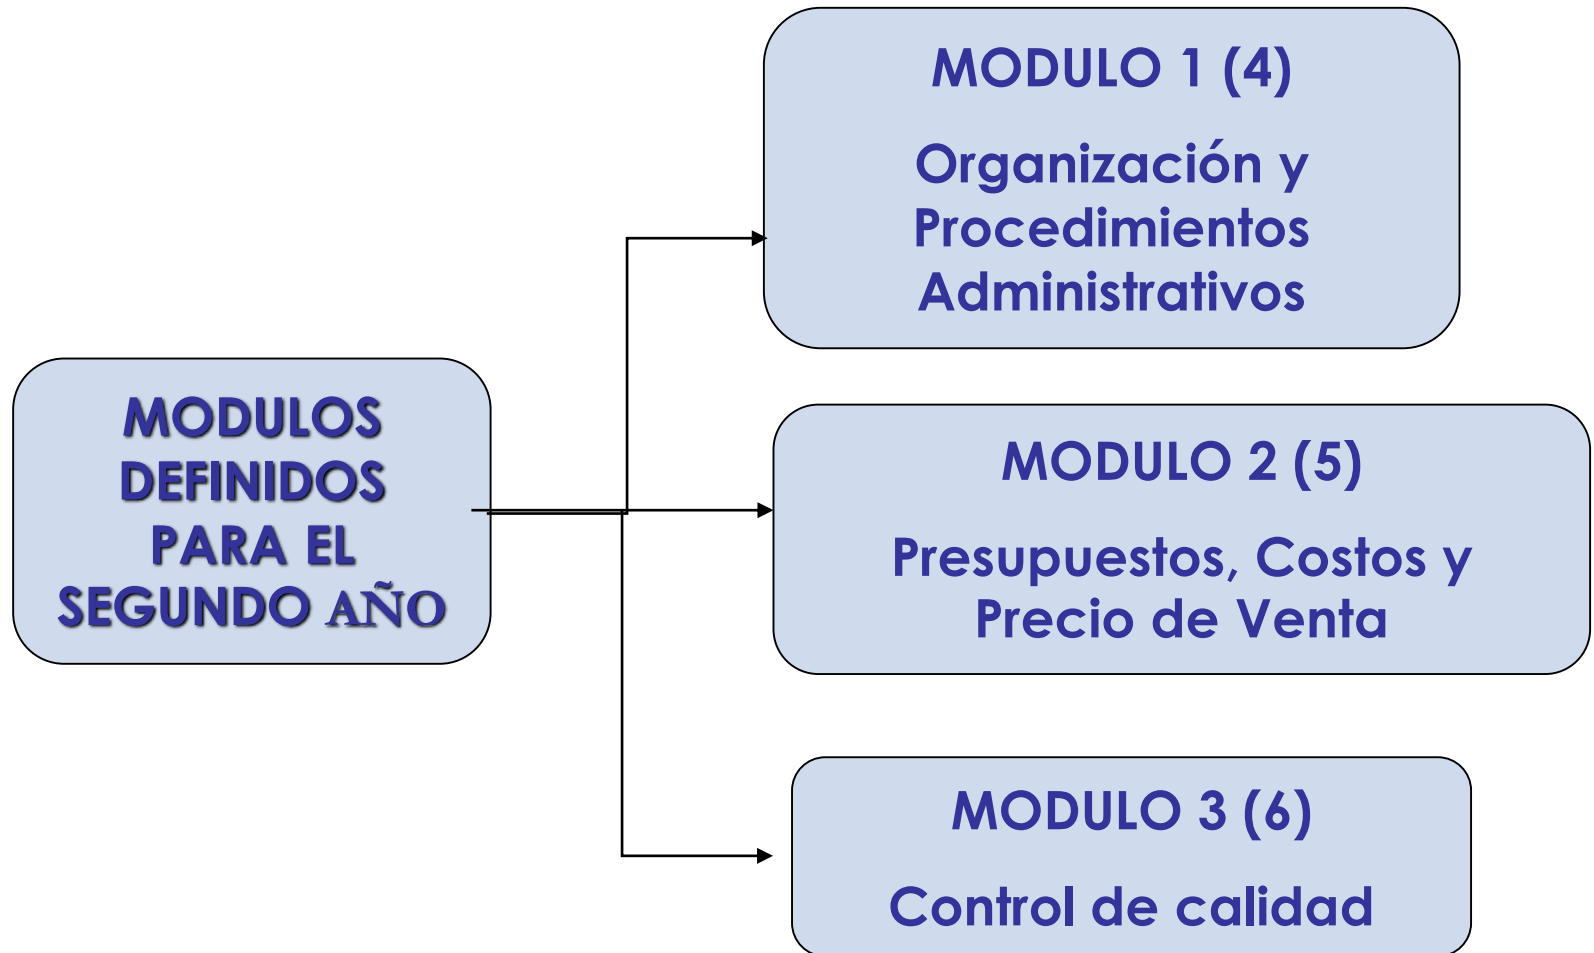 MODULO 1 (4)
Organización y
Procedimientos
Administrativos
MODULOS
DEFINIDOS
PARA EL
SEGUNDO AÑO
MODULO 2 (5)
Presupuestos, Costos y
Precio de Venta
MODULO 3 (6)
Control de calidad